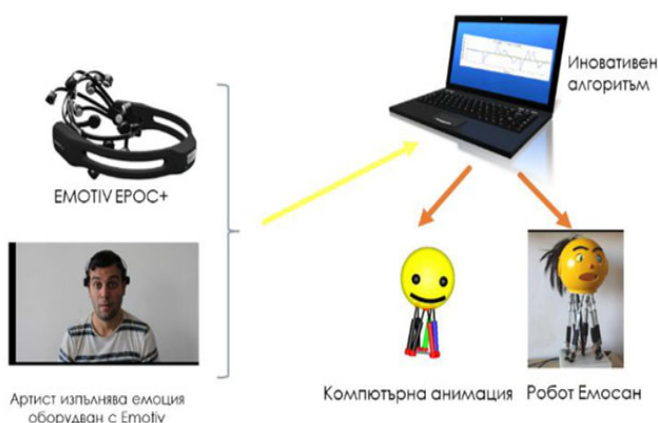 EMOTIV EPOC+
Артист изпълнява емоция
оборудван с Emotiv
Иновативен
алгоритъм
Компютърна анимация
Робот Емосан